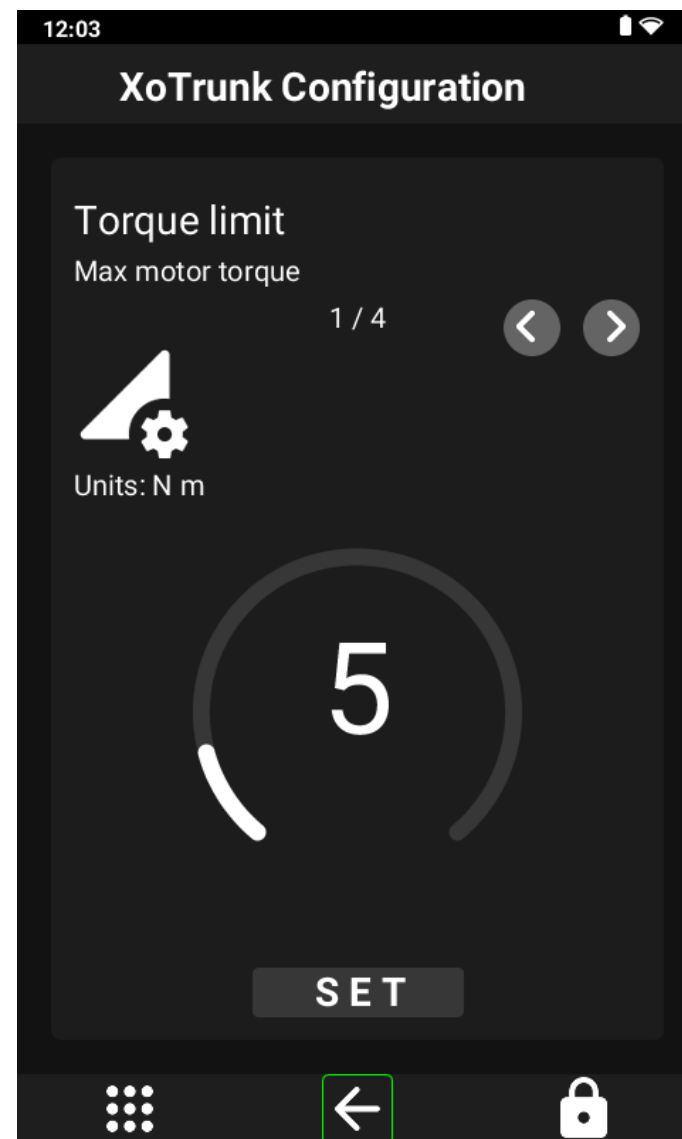 12:03
XoTrunk Configuration
Torque limit
Max motor torque
1 / 4
Units: N m
5
SET